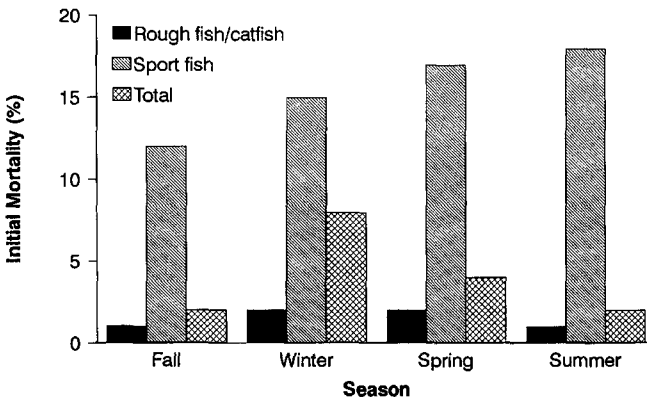 20
15
10
5
0
Initial Mortality (%)
Rough fish/catfish
Sport fish
Total
Fall Winter Spring Summer
Season